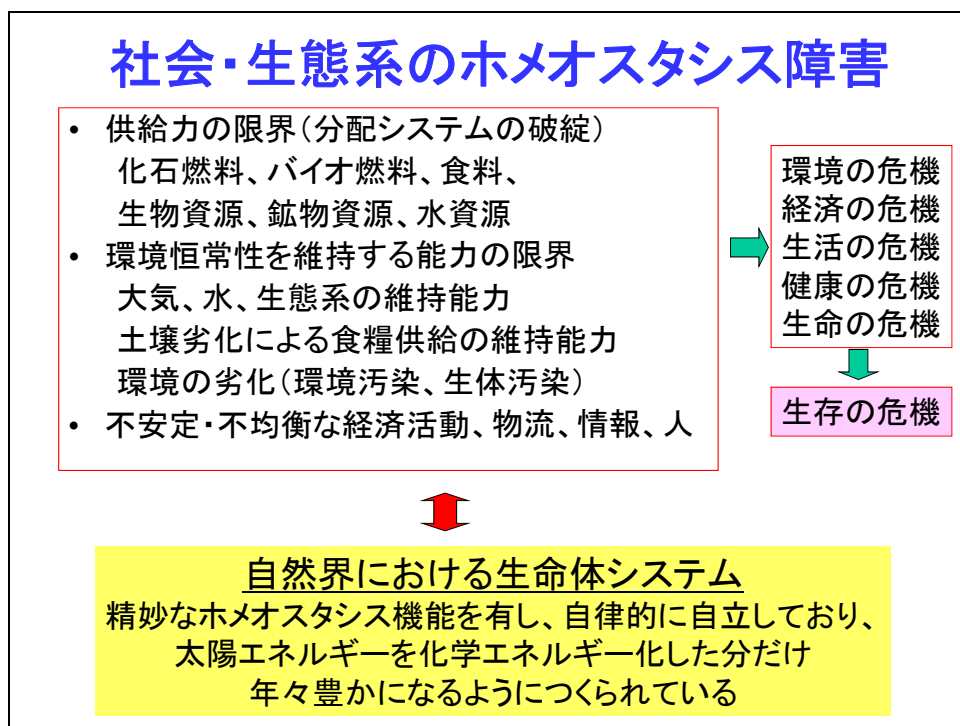 社会・生態系のホメオスタシス障害
• 供給力の限界(分配システムの破綻)
化石燃料、バイオ燃料、食料、
生物資源、鉱物資源、水資源
• 環境恒常性を維持する能力の限界
大気、水、生態系の維持能力
土壌劣化による食糧供給の維持能力
環境の劣化(環境汚染、生体汚染)
• 不安定・不均衡な経済活動、物流、情報、人
環境の危機
経済の危機
生活の危機
健康の危機
生命の危機
生存の危機
自然界における生命体システム
精妙なホメオスタシス機能を有し、自律的に自立しており、
太陽エネルギーを化学エネルギー化した分だけ
年々豊かになるようにつくられている